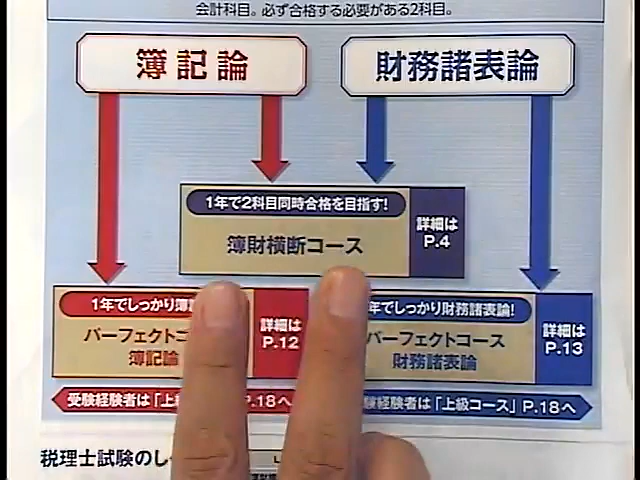 会計科目。必ず合格する必要がある2科目。
簿記論
財務諸表論
1年で2科目同時合格を目指す!
簿財横断コース
詳細は
P.4
1年でしっかり簿
パーフェクトコ
簿記論
詳細は
P.12
年でしっかり財務諸表論!
パーフェクトコース
財務諸表論
詳細は
P.13
受験経験者は「上級
P.18へ
験経験者は「上級コース」P.18へ
税理士試験のし